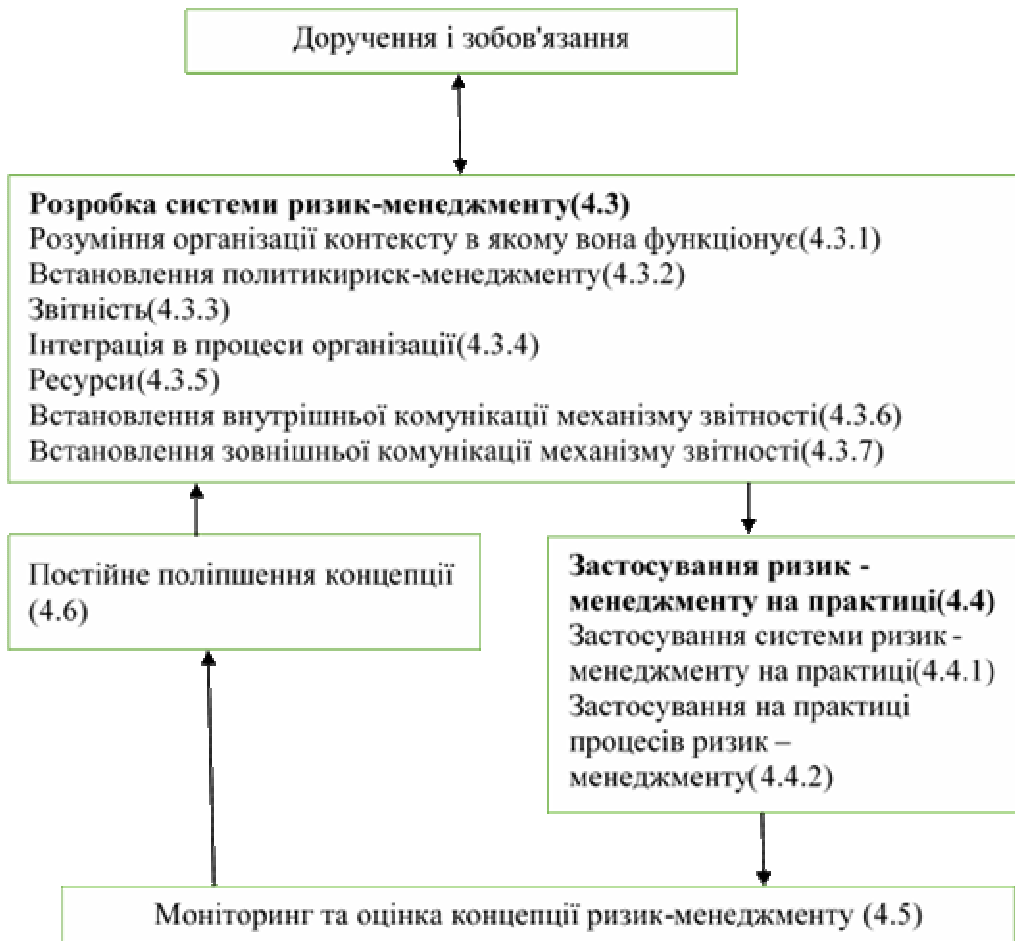 Доручення і зобов'язання
Розробка системи ризик-менеджменту(4.3)
Розуміння організації контексту в якому вона функціонує(4.3.1)
Встановлення политикириск-менеджменту(4.3.2)
Звітність(4.3.3)
Інтеграція в процеси організації(4.3.4)
Ресурси(4.3.5)
Встановлення внутрішньої комунікації механізму звітності(4.3.6)
Встановлення зовнішньої комунікації механізму звітності(4.3.7)
Постійне поліпшення концепції
(4.6)
Застосування ризик -
менеджменту на практиці(4.4)
Застосування системи ризик -
менеджменту на практиці(4.4.1)
Застосування на практиці
процесів ризик –
менеджменту(4.4.2)
Моніторинг та оцінка концепції ризик-менеджменту (4.5)